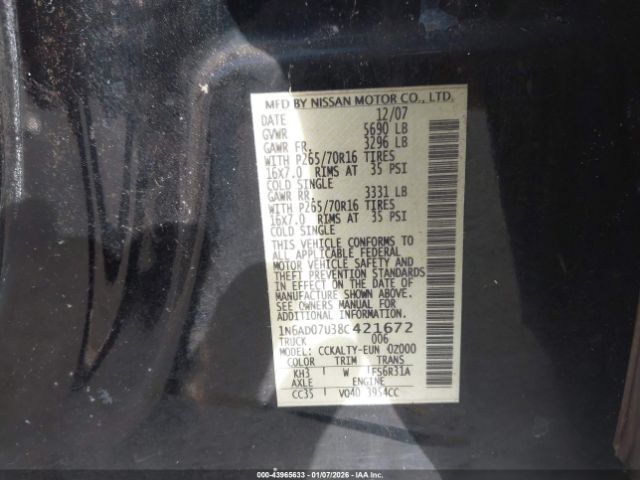 MFD BY NISSAN MOTOR CO., LTD.
DATE 12/07
GVWR 5690 LB
GAWR FR. 3296 LB
WITH P265/70R16 TIRES
16x7.0 RIMS AT 35 PSI
COLD SINGLE
GAWR RR. 3331 LB
WITH P265/70R16 TIRES
16x7.0 RIMS AT 35 PSI
COLD SINGLE
THIS VEHICLE CONFORMS TO
ALL APPLICABLE FEDERAL
MOTOR VEHICLE SAFETY AND
THEFT PREVENTION STANDARDS
IN EFFECT ON THE DATE OF
MANUFACTURE SHOWN ABOVE.
SEE OWNERS MANUAL FOR
ADDITIONAL INFORMATION.
1N6AD07U38C421672
TRUCK 006
MODEL: CCKALTY-EUN 0Z000
COLOR TRIM TRANS
KH3 W FS6R31A
AXLE ENGINE
CC35 VQ40 3954CC
000-43965633 - 01/07/2026 - IAAI.COM